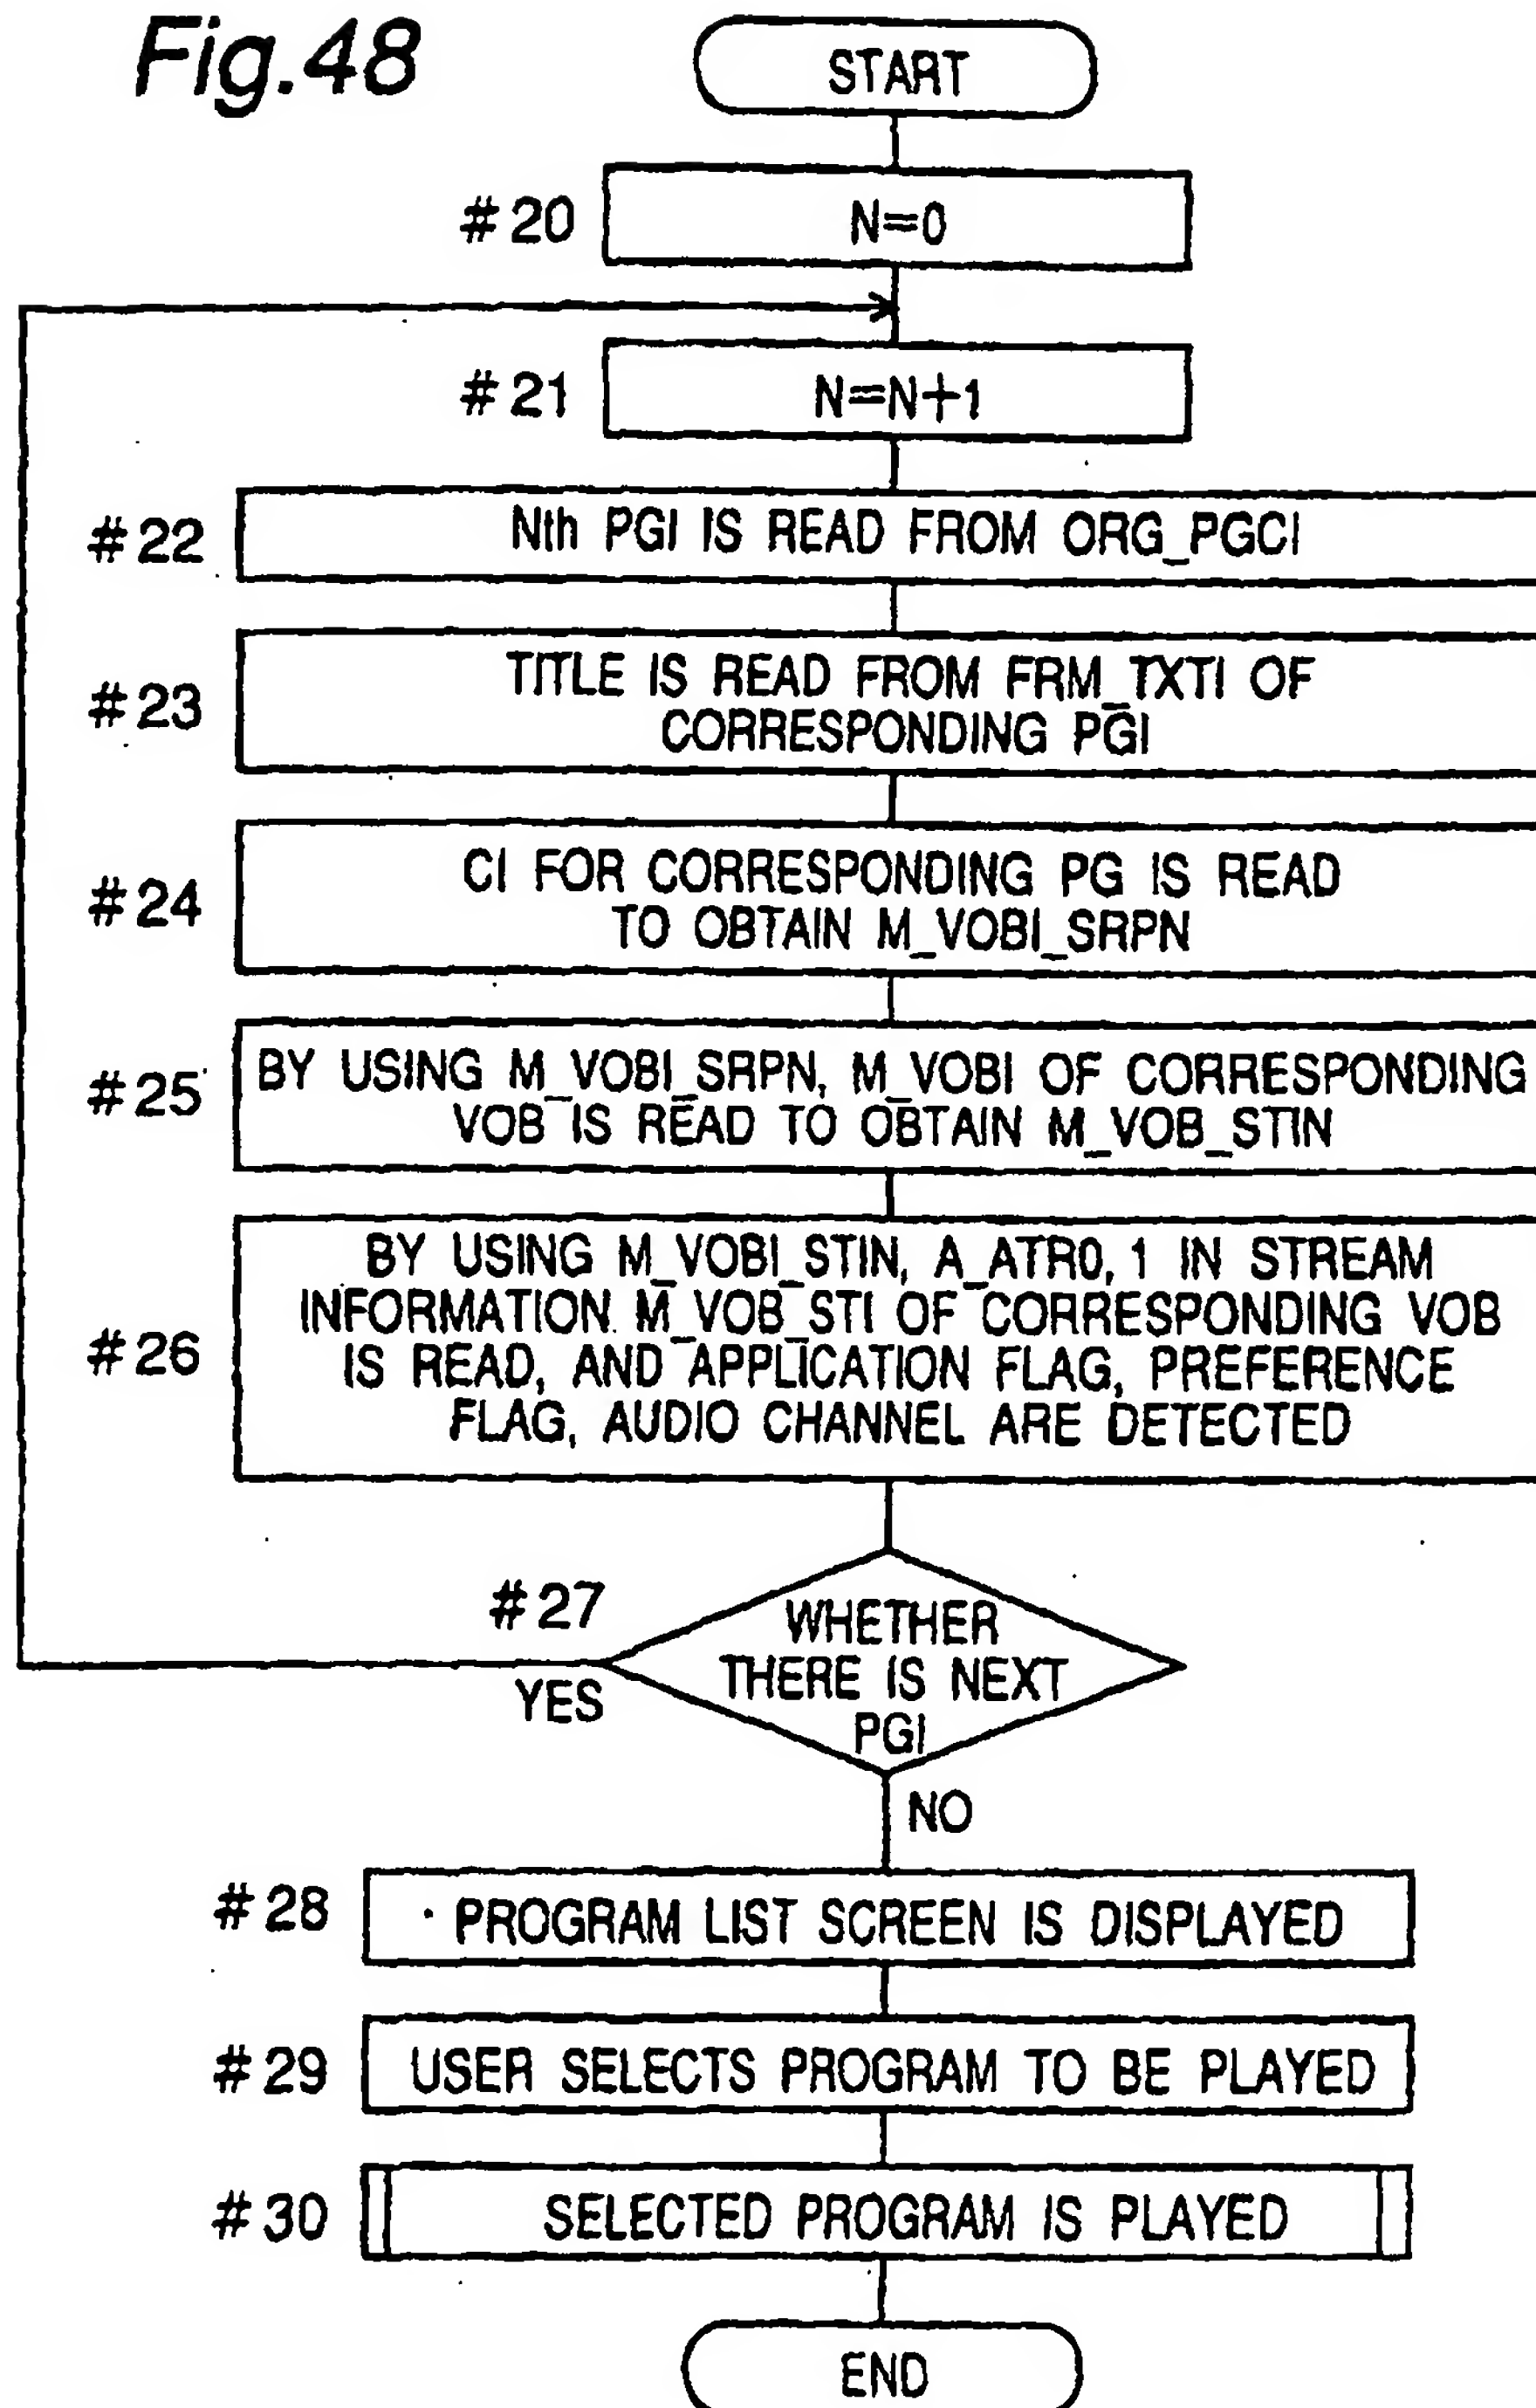 Fig.48
START
#20
N=0
#21
N=N+1
#22
Nth PGI IS READ FROM ORG_PGCI
#23
TITLE IS READ FROM FRM_TXTI OF
CORRESPONDING PGI
#24
CI FOR CORRESPONDING PG IS READ
TO OBTAIN M_VOBI_SRPN
#25
BY USING M_VOBI_SRPN, M_VOBI OF CORRESPONDING
VOB IS READ TO OBTAIN M_VOB_STIN
#26
BY USING M_VOBI_STIN, A_ATR0, 1 IN STREAM
INFORMATION M_VOB_STI OF CORRESPONDING VOB
IS READ, AND APPLICATION FLAG, PREFERENCE
FLAG, AUDIO CHANNEL ARE DETECTED
#27
WHETHER
THERE IS NEXT
PGI
YES
NO
#28
PROGRAM LIST SCREEN IS DISPLAYED
#29
USER SELECTS PROGRAM TO BE PLAYED
#30
SELECTED PROGRAM IS PLAYED
END